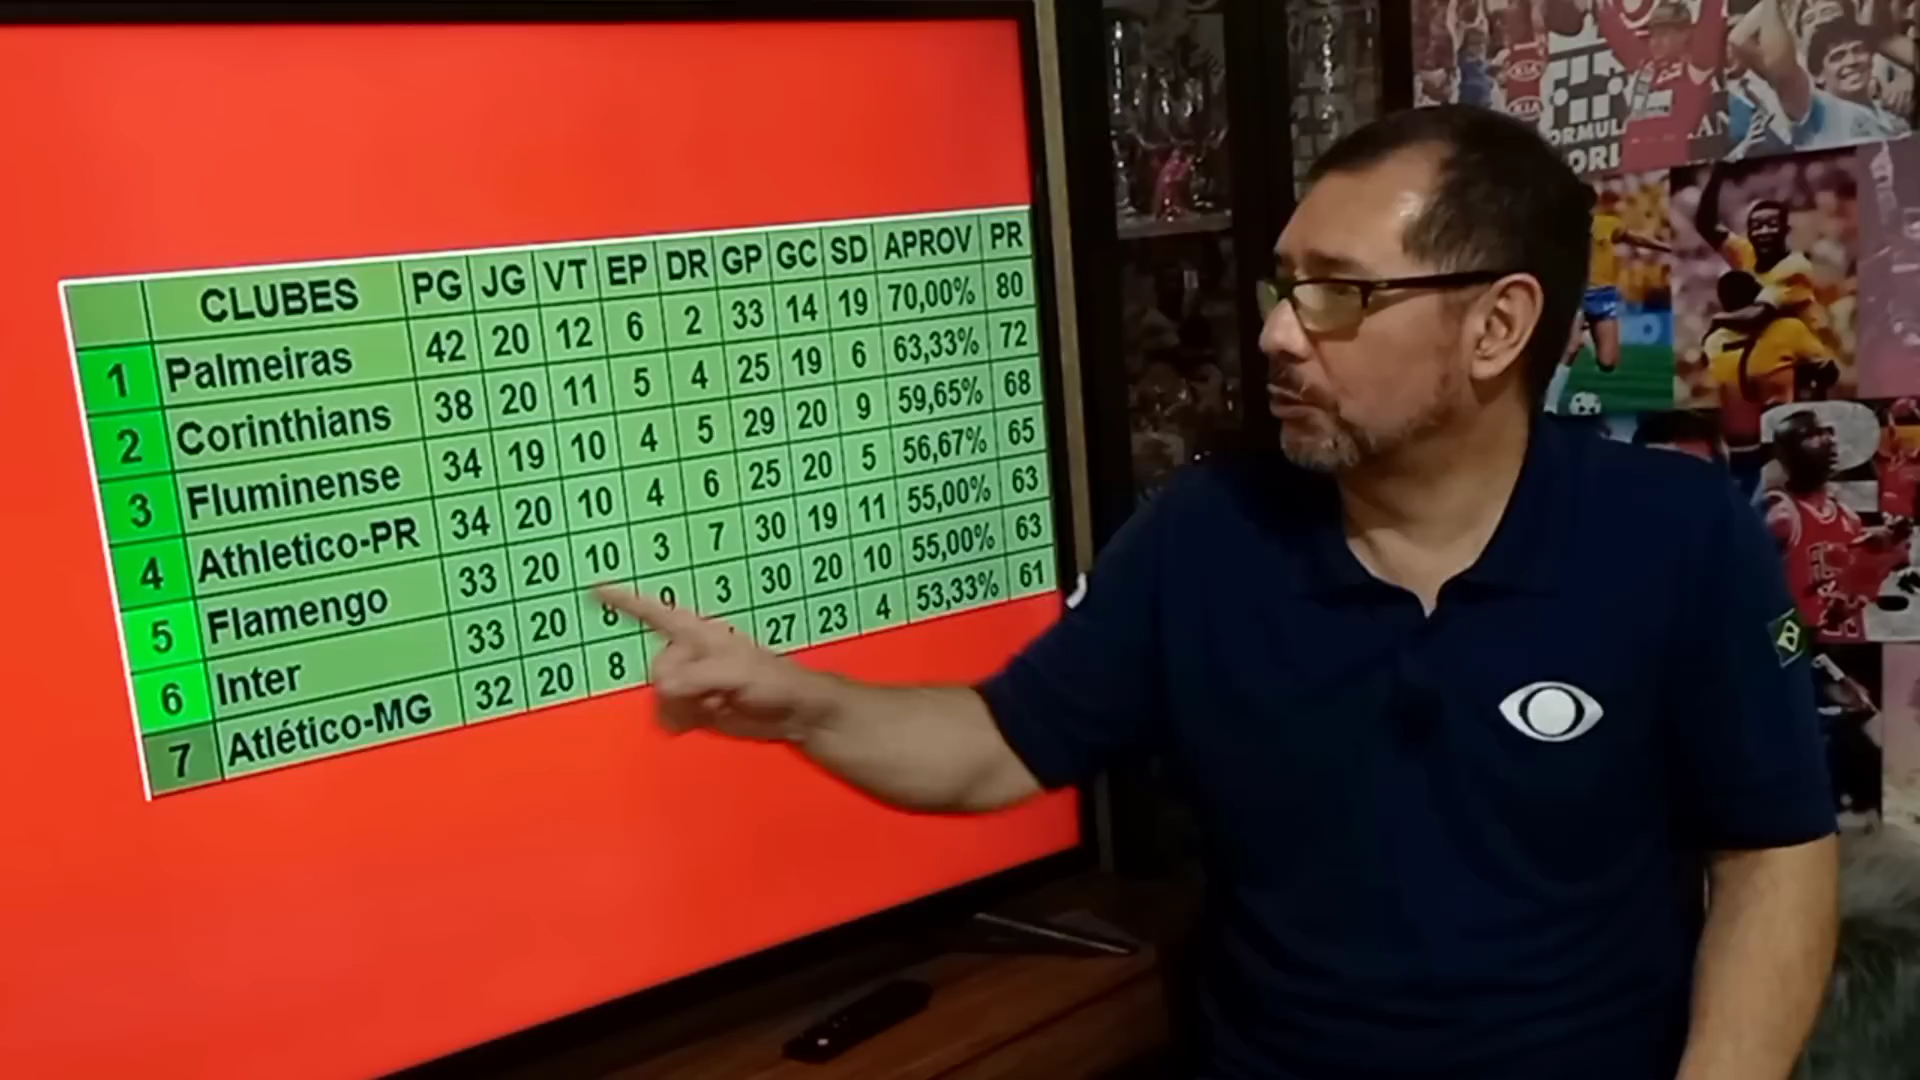 CLUBES PG JG VT EP DR GP GC SD APROV PR
1 Palmeiras 42 20 12 6 2 33 14 19 70,00% 80
2 Corinthians 38 20 11 5 4 25 19 6 63,33% 72
3 Fluminense 34 19 10 4 5 29 20 9 59,65% 68
4 Athletico-PR 34 20 10 4 6 25 20 5 56,67% 65
5 Flamengo 33 20 10 3 7 30 19 11 55,00% 63
6 Inter 33 20 8 9 3 30 20 10 55,00% 63
7 Atlético-MG 32 20 8 27 23 4 53,33% 61
KIA
KIA